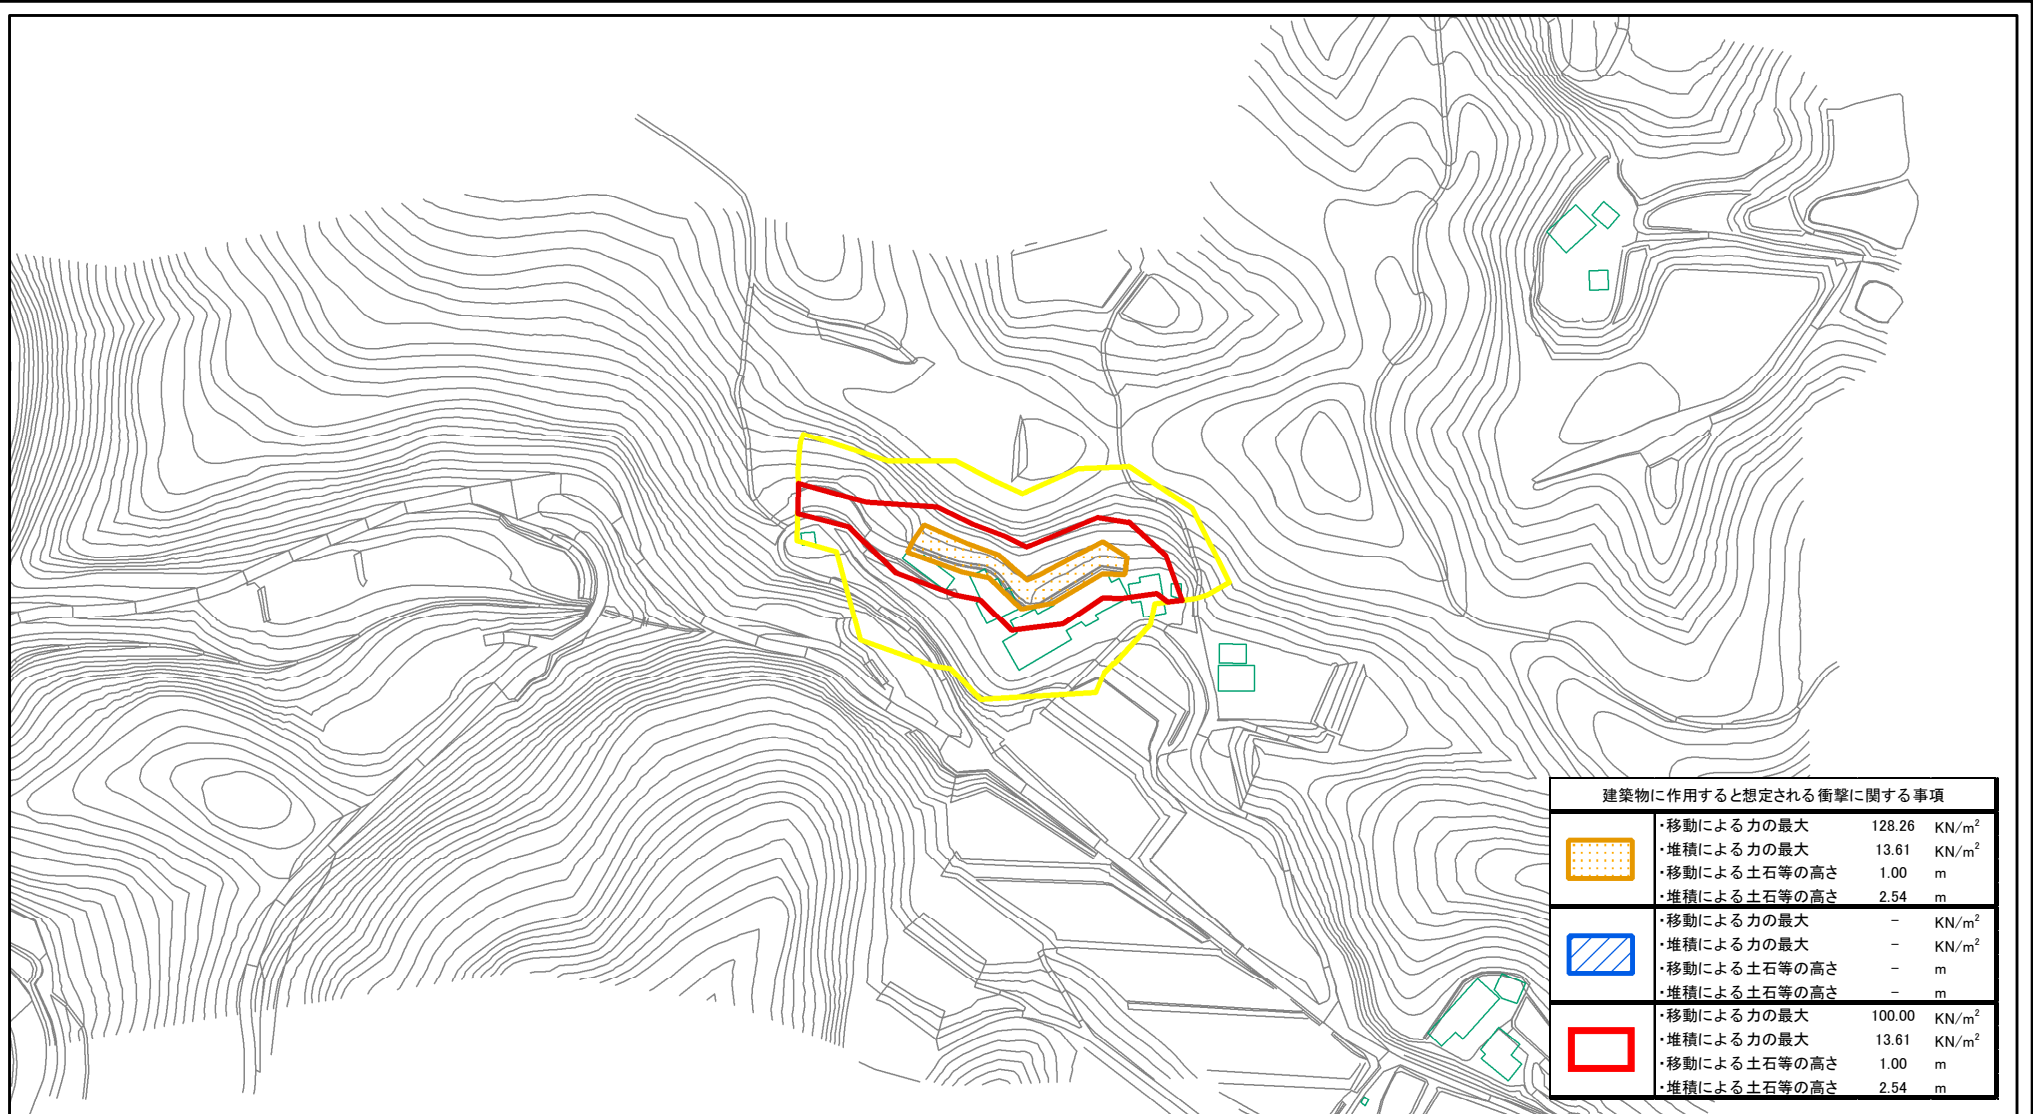 建築物に作用すると想定される衝撃に関する事項
・移動による力の最大 128.26 KN/m²
・堆積による力の最大 13.61 KN/m²
・移動による土石等の高さ 1.00 m
・堆積による土石等の高さ 2.54 m
・移動による力の最大 － KN/m²
・堆積による力の最大 － KN/m²
・移動による土石等の高さ － m
・堆積による土石等の高さ － m
・移動による力の最大 100.00 KN/m²
・堆積による力の最大 13.61 KN/m²
・移動による土石等の高さ 1.00 m
・堆積による土石等の高さ 2.54 m